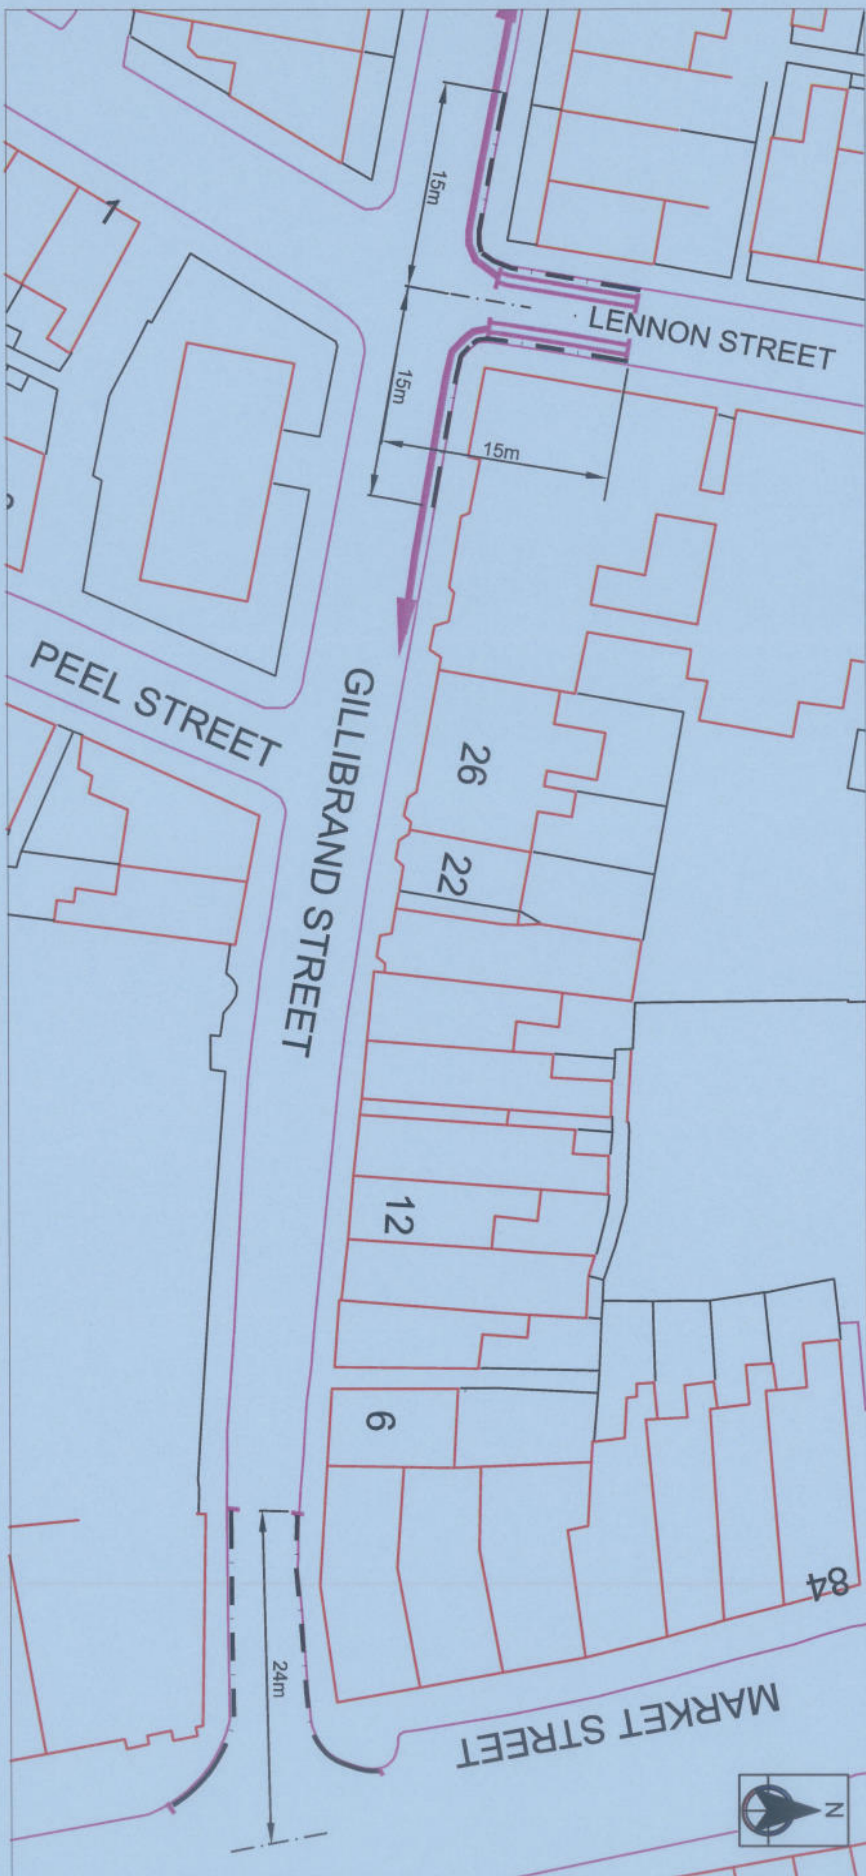 1
15m
LENNON STREET
15m
15m
PEEL STREET
GILLIBRAND STREET
26
22
12
6
84
24m
MARKET STREET
N